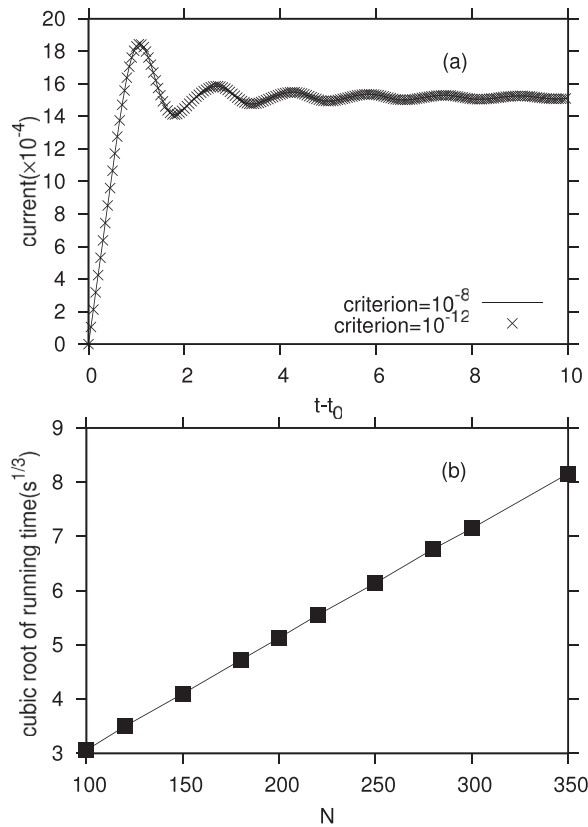 20
18
16
14
12
10
8
6
4
2
0
current(×10⁻⁴)
(a)
criterion=10⁻⁸
criterion=10⁻¹²
0 2 4 6 8 10
t-t₀
9
8
7
6
5
4
3
cubic root of running time(s^{1/3})
(b)
100 150 200 250 300 350
N